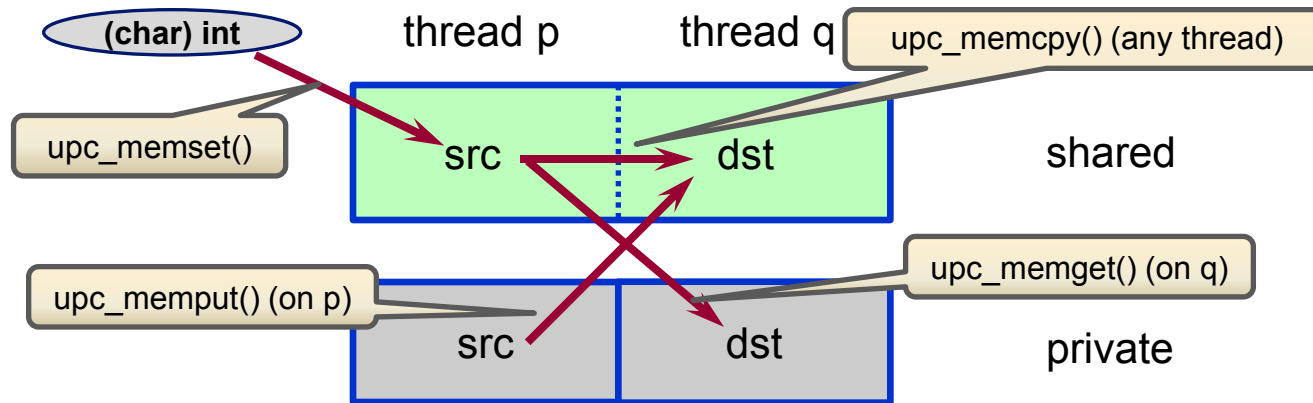 (char) int
thread p
thread q
upc_memcpy() (any thread)
upc_memset()
src
dst
shared
upc_memput() (on p)
upc_memget() (on q)
src
dst
private